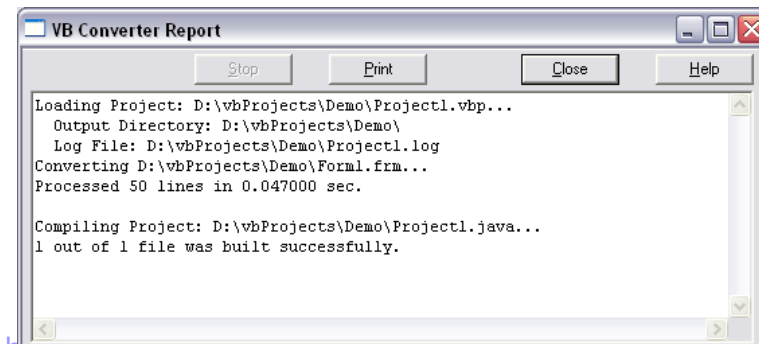 VB Converter Report
Stop Print Close Help
Loading Project: D:\vbProjects\Demo\Project1.vbp...
Output Directory: D:\vbProjects\Demo\
Log File: D:\vbProjects\Demo\Project1.log
Converting D:\vbProjects\Demo\Form1.frm...
Processed 50 lines in 0.047000 sec.
Compiling Project: D:\vbProjects\Demo\Project1.java...
1 out of 1 file was built successfully.